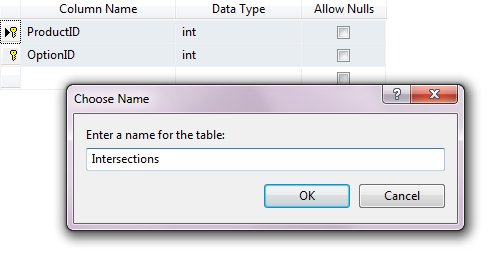 Column Name Data Type Allow Nulls
ProductID int
OptionID int
Choose Name
?
Enter a name for the table:
Intersections
OK Cancel